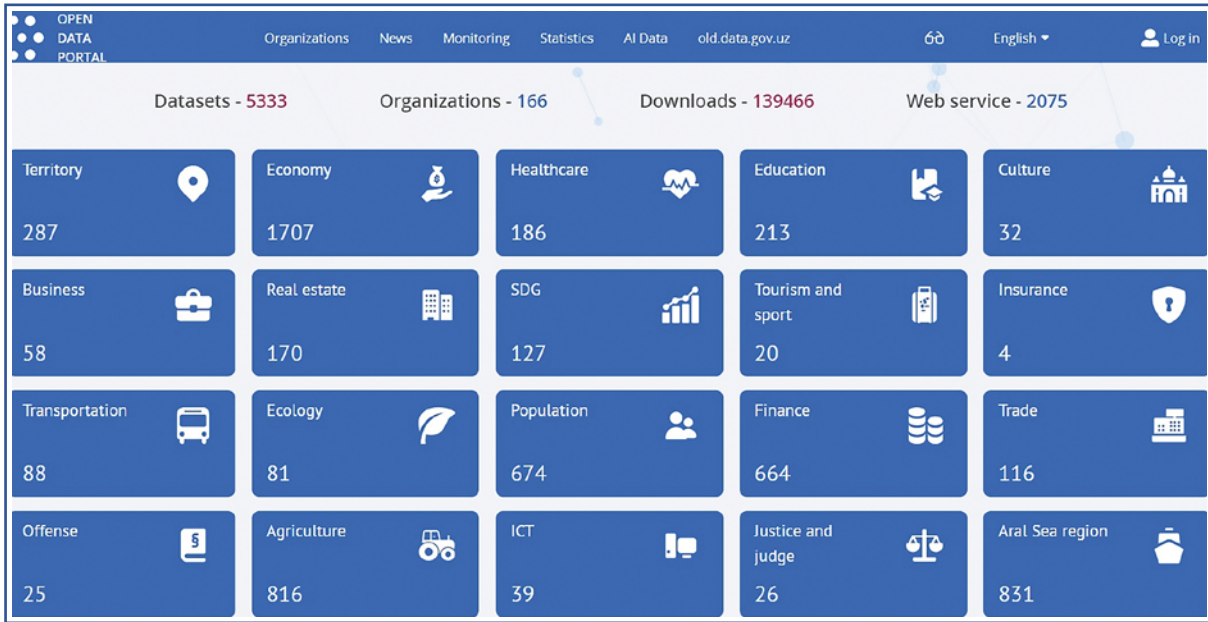 OPEN
DATA
PORTAL
Organizations News Monitoring Statistics AI Data old.data.gov.uz English Log in
Datasets - 5333 Organizations - 166 Downloads - 139466 Web service - 2075
Territory Economy Healthcare Education Culture
287 1707 186 213 32
Business Real estate SDG Tourism and Insurance
sport
58 170 127 20 4
Transportation Ecology Population Finance Trade
88 81 674 664 116
Offense Agriculture ICT Justice and Aral Sea region
§ judge
25 816 39 26 831